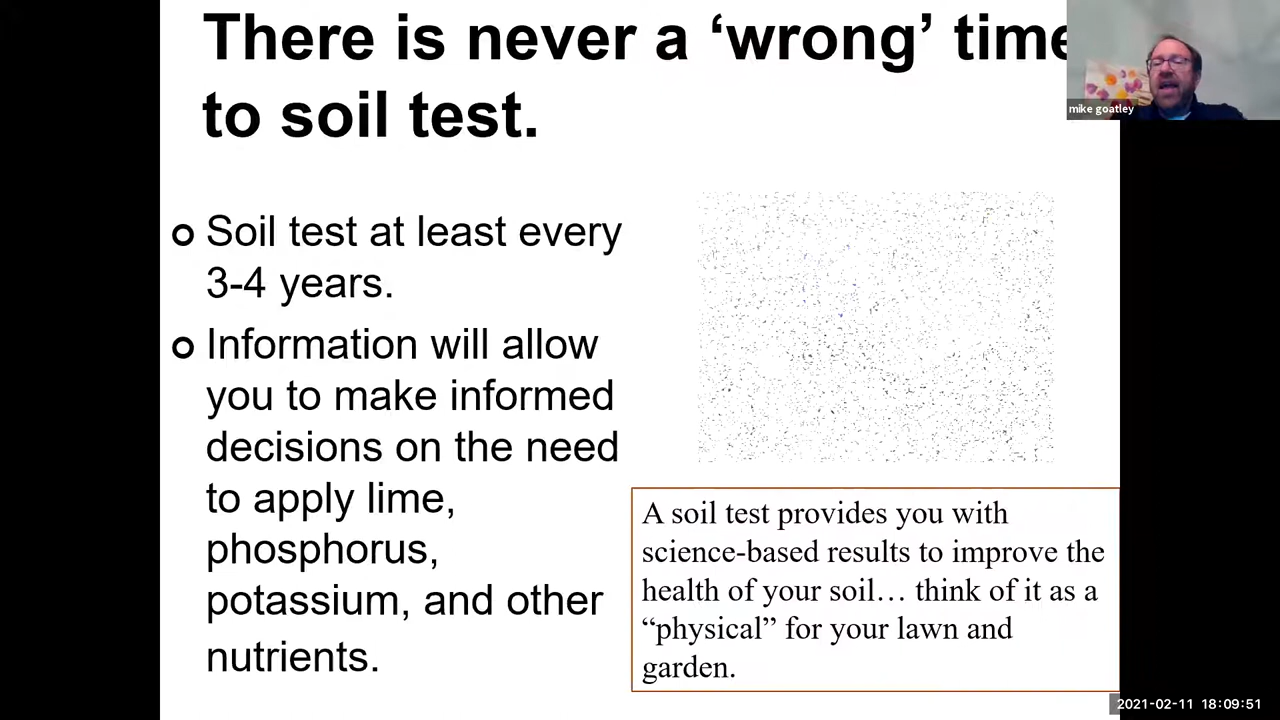 There is never a ‘wrong’ time
to soil test.
mike goatley
Soil test at least every
3-4 years.
Information will allow
you to make informed
decisions on the need
to apply lime,
phosphorus,
potassium, and other
nutrients.
A soil test provides you with
science-based results to improve the
health of your soil… think of it as a
“physical” for your lawn and
garden.
2021-02-11 18:09:51